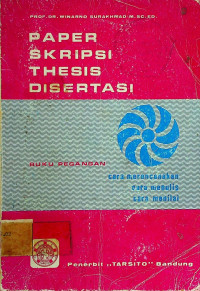 PROF. DR. WINARNO SURAKHMAD M.SC.ED.
PAPER
SKRIPSI
THESIS
DISERTASI
BUKU PEGANGAN
cara merencanakan
cara menulis
cara menilai
Penerbit „TARSITO" Bandung